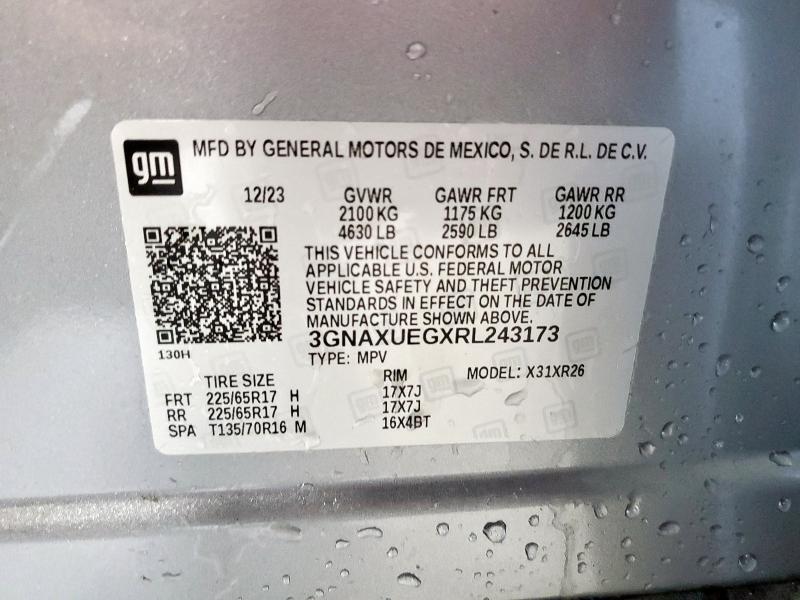 gm MFD BY GENERAL MOTORS DE MEXICO, S. DE R.L. DE C.V.
12/23 GVWR GAWR FRT GAWR RR
2100 KG 1175 KG 1200 KG
4630 LB 2590 LB 2645 LB
THIS VEHICLE CONFORMS TO ALL
APPLICABLE U.S. FEDERAL MOTOR
VEHICLE SAFETY AND THEFT PREVENTION
STANDARDS IN EFFECT ON THE DATE OF
MANUFACTURE SHOWN ABOVE.
3GNAXUEGXRL243173
130H
TYPE: MPV MODEL: X31XR26
TIRE SIZE RIM
FRT 225/65R17 H 17X7J
RR 225/65R17 H 17X7J
SPA T135/70R16 M 16X4BT